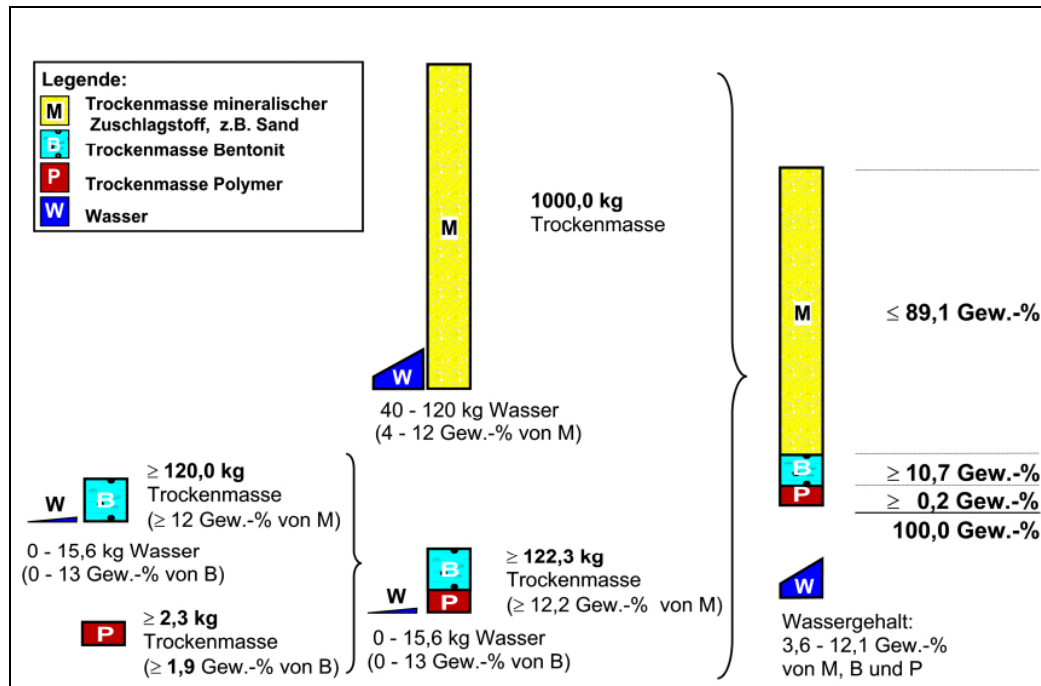 Legende:
M Trockenmasse mineralischer
Zuschlagstoff, z.B. Sand
B Trockenmasse Bentonit
P Trockenmasse Polymer
W Wasser
M
1000,0 kg
Trockenmasse
W
40 - 120 kg Wasser
(4 - 12 Gew.-% von M)
W
B
≥ 120,0 kg
Trockenmasse
(≥ 12 Gew.-% von M)
0 - 15,6 kg Wasser
(0 - 13 Gew.-% von B)
P
≥ 2,3 kg
Trockenmasse
(≥ 1,9 Gew.-% von B)
W
B
P
≥ 122,3 kg
Trockenmasse
(≥ 12,2 Gew.-% von M)
0 - 15,6 kg Wasser
(0 - 13 Gew.-% von B)
M
≤ 89,1 Gew.-%
B
≥ 10,7 Gew.-%
P
≥ 0,2 Gew.-%
100,0 Gew.-%
W
Wassergehalt:
3,6 - 12,1 Gew.-%
von M, B und P